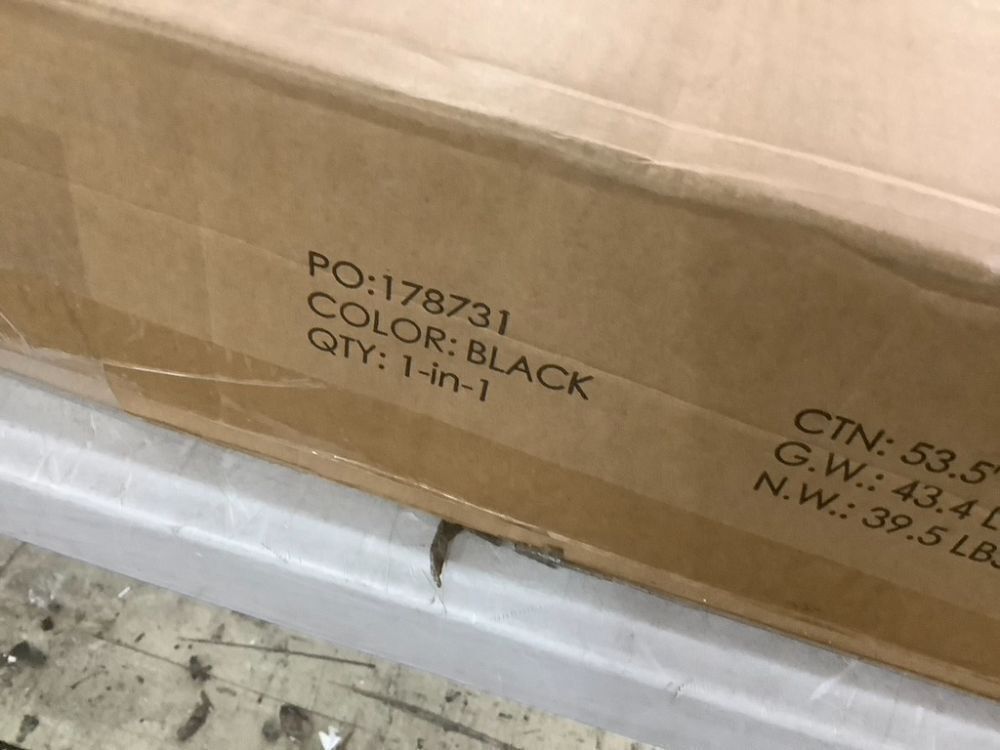 PO:178731
COLOR: BLACK
QTY: 1-in-1
CTN: 53.5"
G.W.: 43.4
N.W.: 39.5 LBS